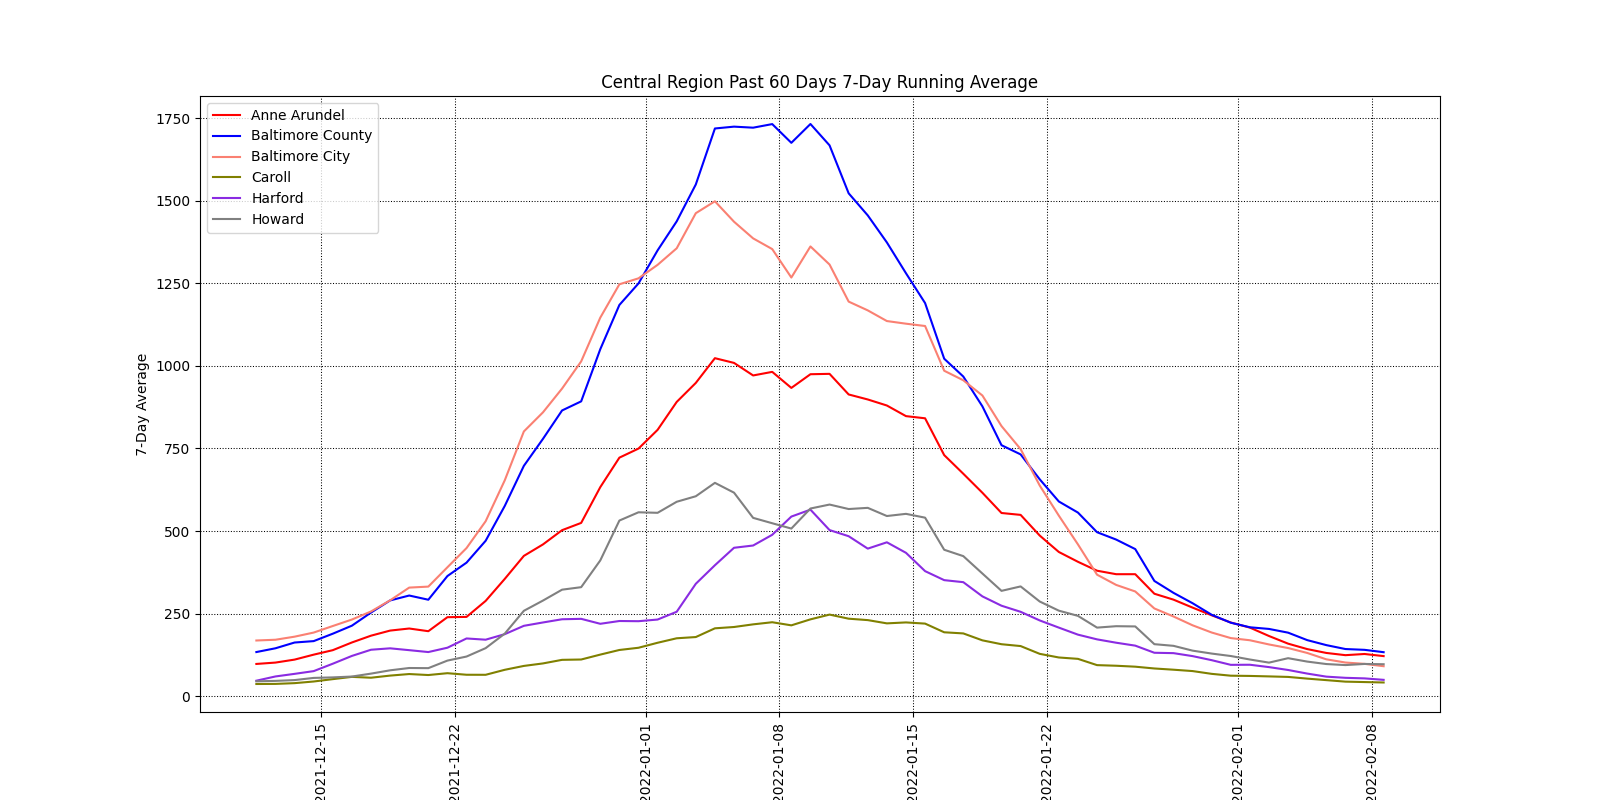 Central Region Past 60 Days 7-Day Running Average
Anne Arundel
Baltimore County
Baltimore City
Caroll
Harford
Howard
7-Day Average
1750
1500
1250
1000
750
500
250
0
2021-12-15
2021-12-22
2022-01-01
2022-01-08
2022-01-15
2022-01-22
2022-02-01
2022-02-08